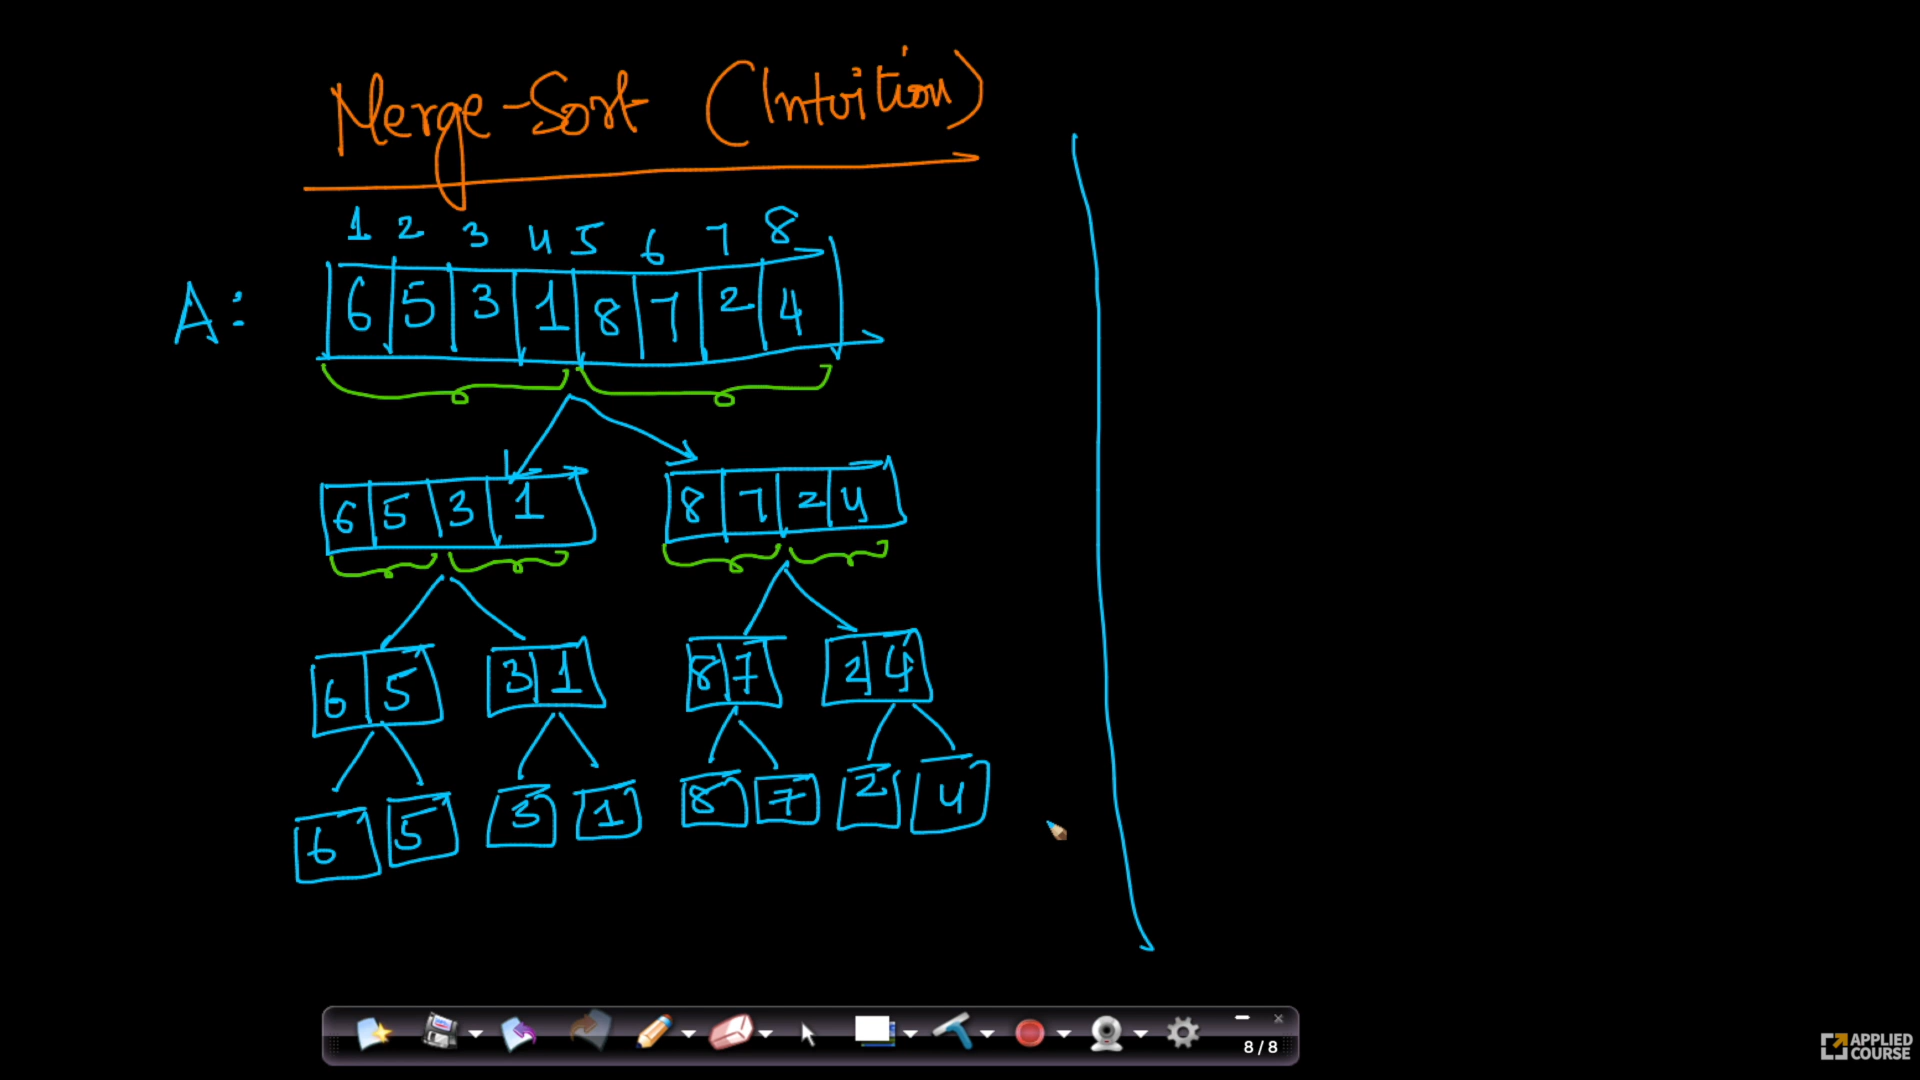 Merge-Sort (Intuition)
1 2 3 4 5 6 7 8
A: 6 5 3 1 8 7 2 4
6 5 3 1 8 7 2 4
6 5 3 1 8 7 2 4
6 5 3 1 8 7 2 4
8/8
APPLIED
COURSE